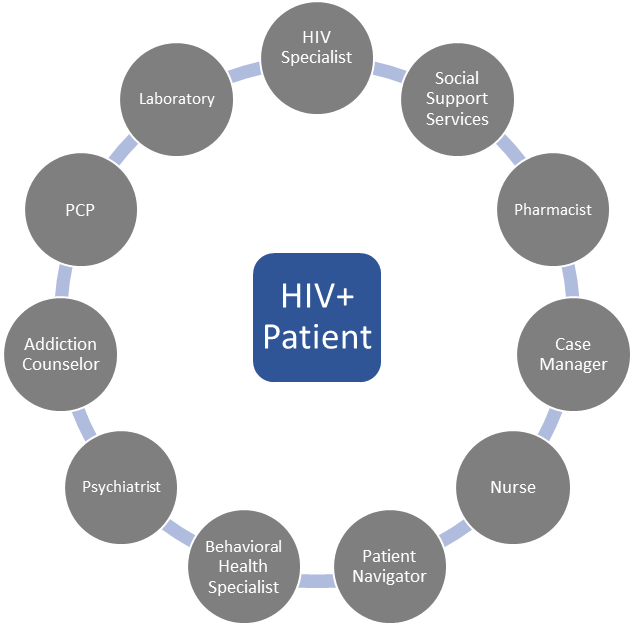 HIV
Specialist
Social
Support
Services
Pharmacist
Case
Manager
Nurse
Patient
Navigator
Behavioral
Health
Specialist
Psychiatrist
Addiction
Counselor
PCP
Laboratory
HIV+
Patient